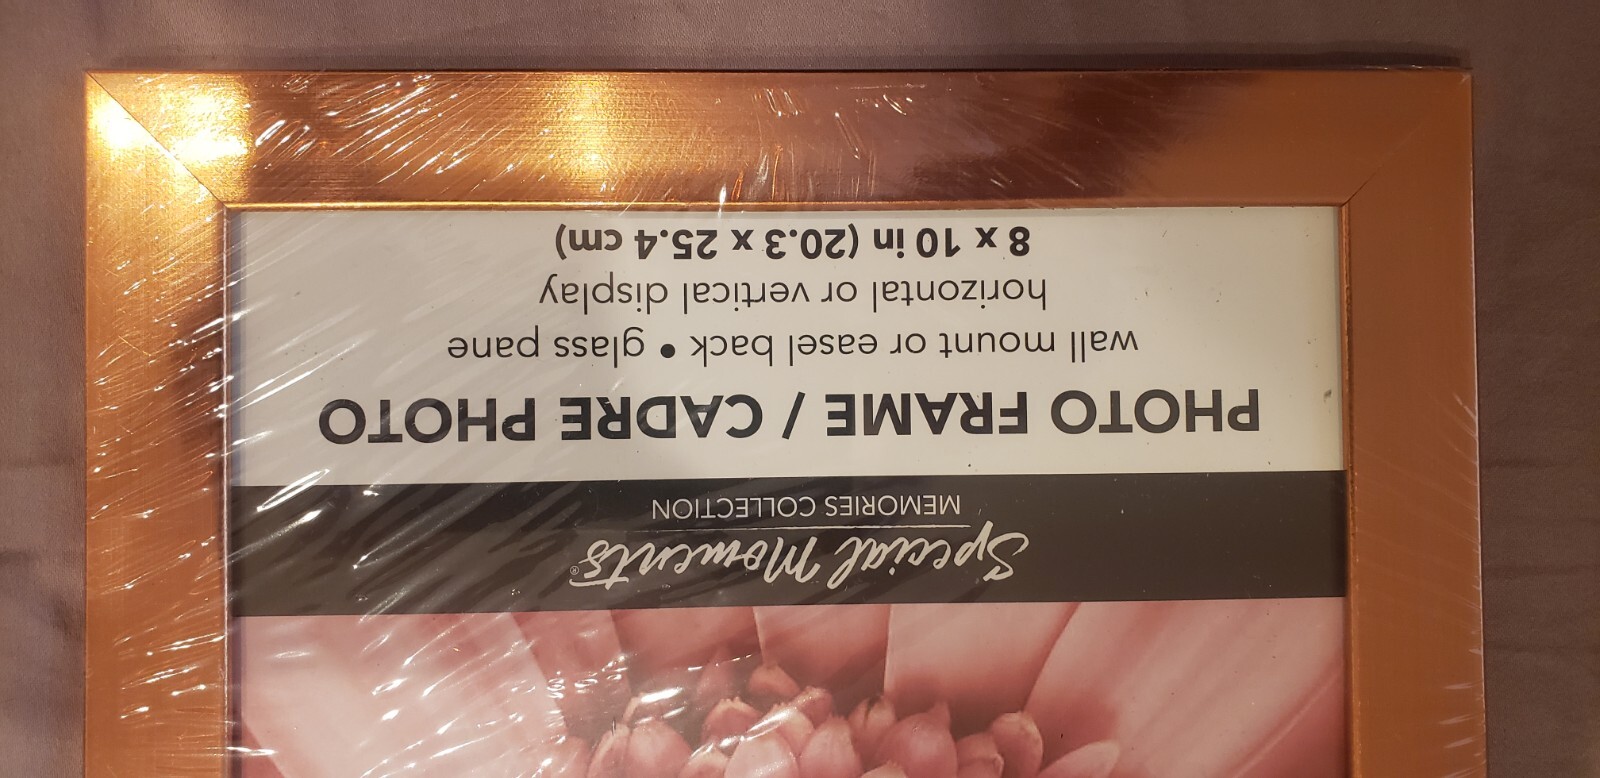 Special Moments®
MEMORIES COLLECTION
PHOTO FRAME / CADRE PHOTO
wall mount or easel back • glass pane
horizontal or vertical display
8 x 10 in (20.3 x 25.4 cm)